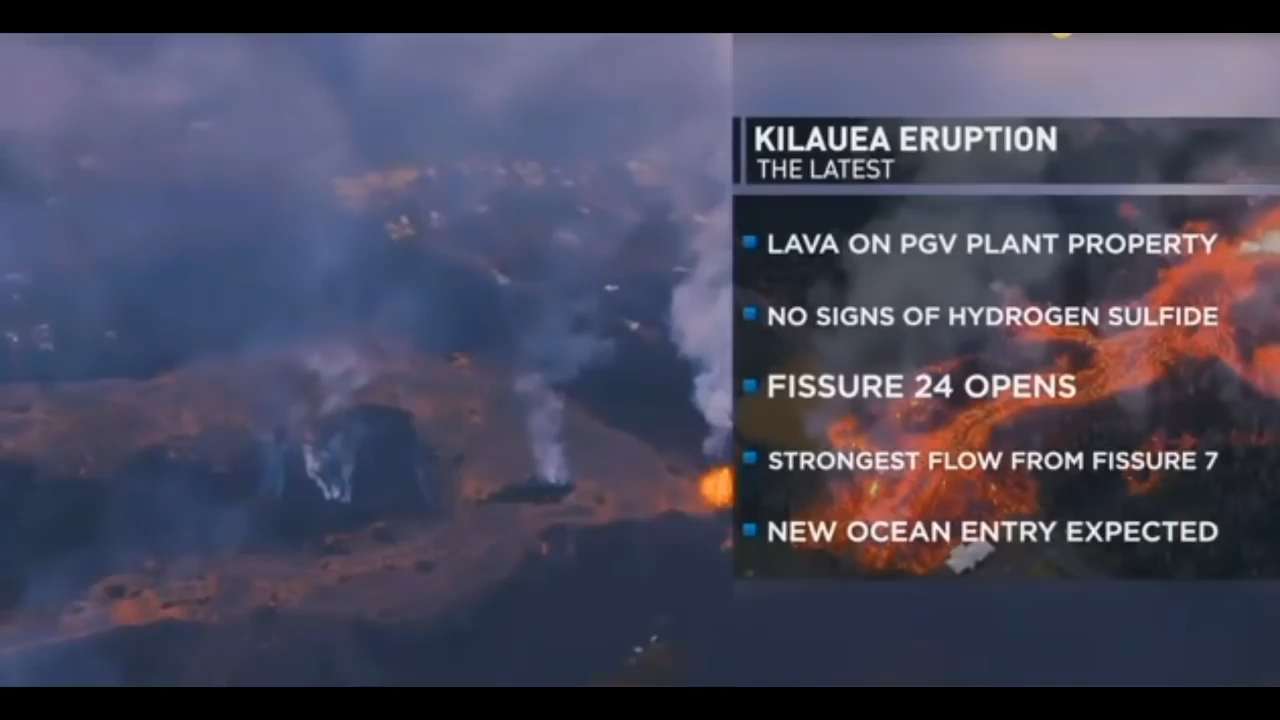 KILAUEA ERUPTION
THE LATEST
LAVA ON PGV PLANT PROPERTY
NO SIGNS OF HYDROGEN SULFIDE
FISSURE 24 OPENS
STRONGEST FLOW FROM FISSURE 7
NEW OCEAN ENTRY EXPECTED